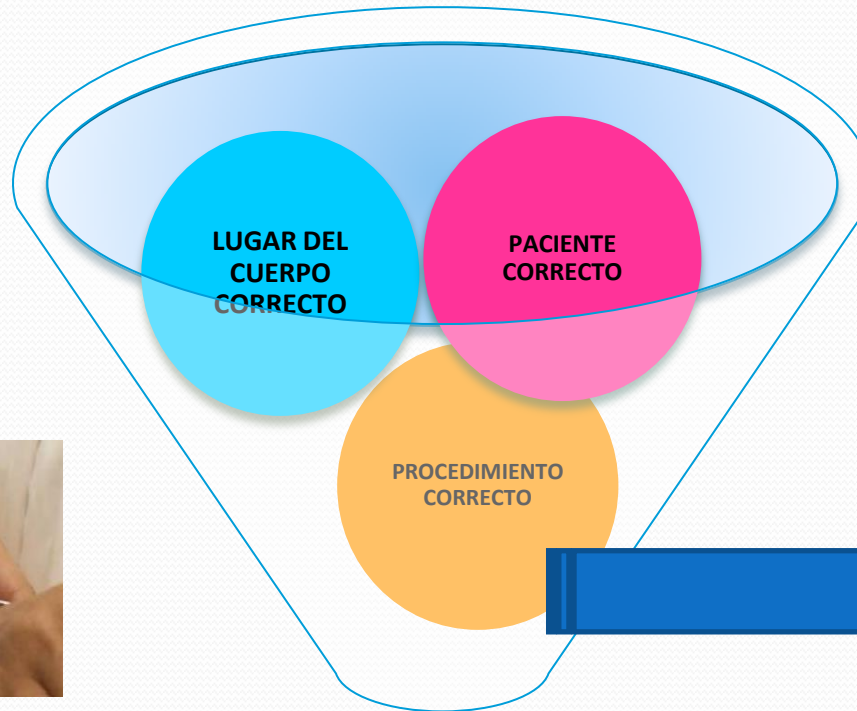 LUGAR DEL
CUERPO
CORRECTO
PACIENTE
CORRECTO
PROCEDIMIENTO
CORRECTO